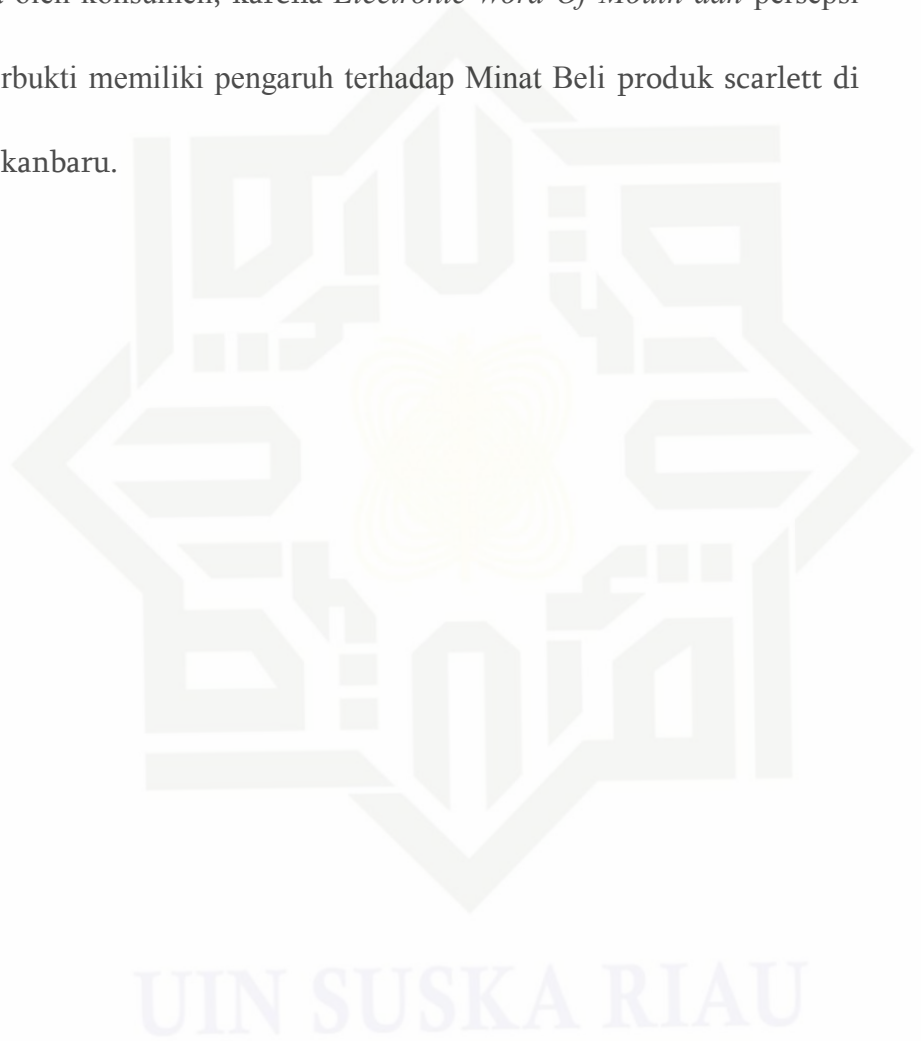 oleh konsumen, karena Electronic Word Of Mouth dan persepsi
rbukti memiliki pengaruh terhadap Minat Beli produk scarlett di
kanbaru.
UIN SUSKA RIAU